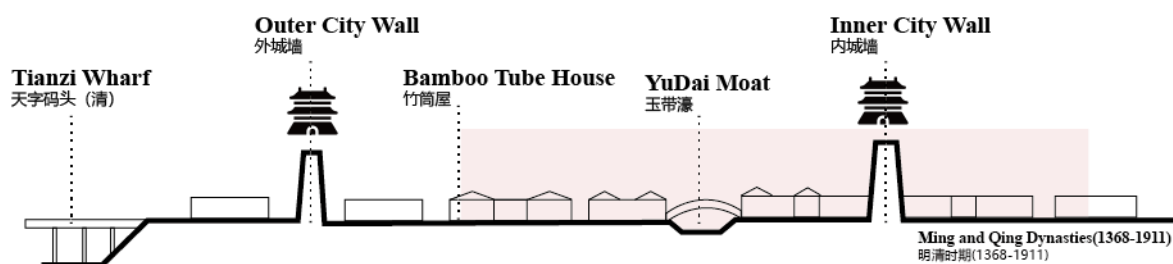 Outer City Wall
外城墙
Inner City Wall
内城墙
Tianzi Wharf
天字码头（清）
Bamboo Tube House
竹筒屋
YuDai Moat
玉带濠
Ming and Qing Dynasties(1368-1911)
明清时期(1368-1911)